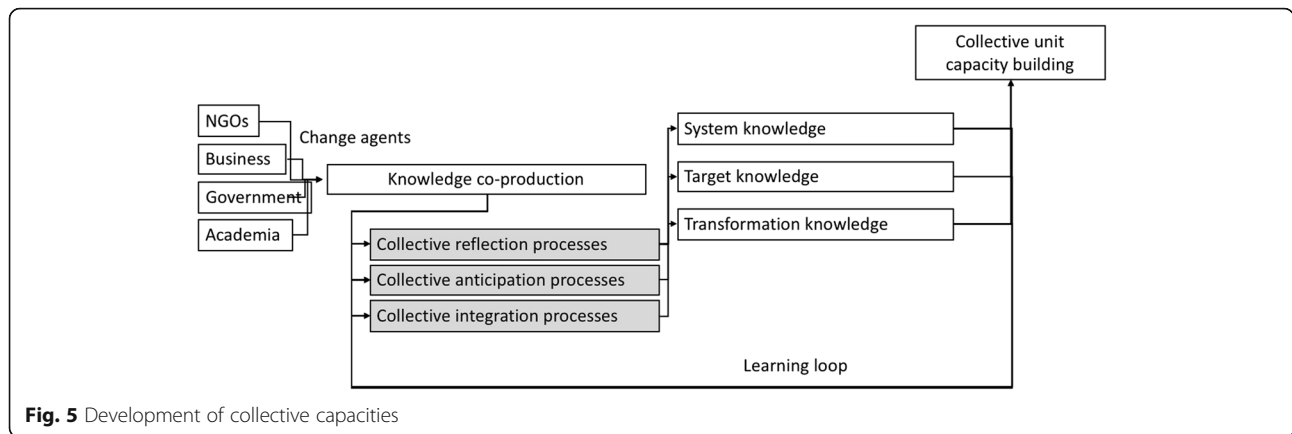 Collective unit
capacity building
NGOs
Change agents
Business
Government
Academia
Knowledge co-production
System knowledge
Target knowledge
Transformation knowledge
Collective reflection processes
Collective anticipation processes
Collective integration processes
Learning loop
Fig. 5 Development of collective capacities